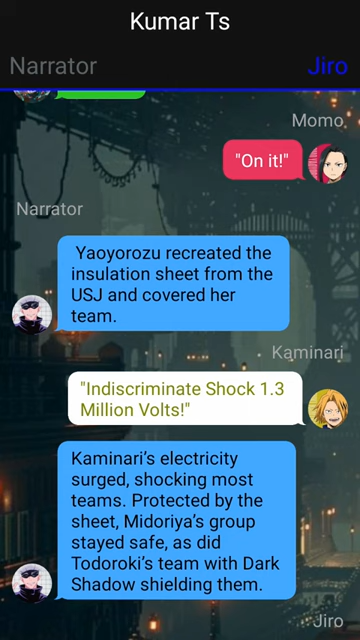 Kumar Ts
Narrator
Jiro
Momo
"On it!"
Narrator
Yaoyorozu recreated the
insulation sheet from the
USJ and covered her
team.
Kaminari
"Indiscriminate Shock 1.3
Million Volts!"
Kaminari's electricity
surged, shocking most
teams. Protected by the
sheet, Midoriya's group
stayed safe, as did
Todoroki's team with Dark
Shadow shielding them.
Jiro